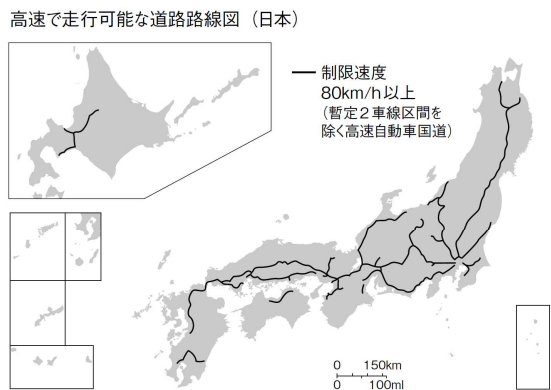 高速で走行可能な道路路線図（日本）
制限速度
80km/h以上
（暫定２車線区間を
除く高速自動車国道）
0 150km
0 100ml